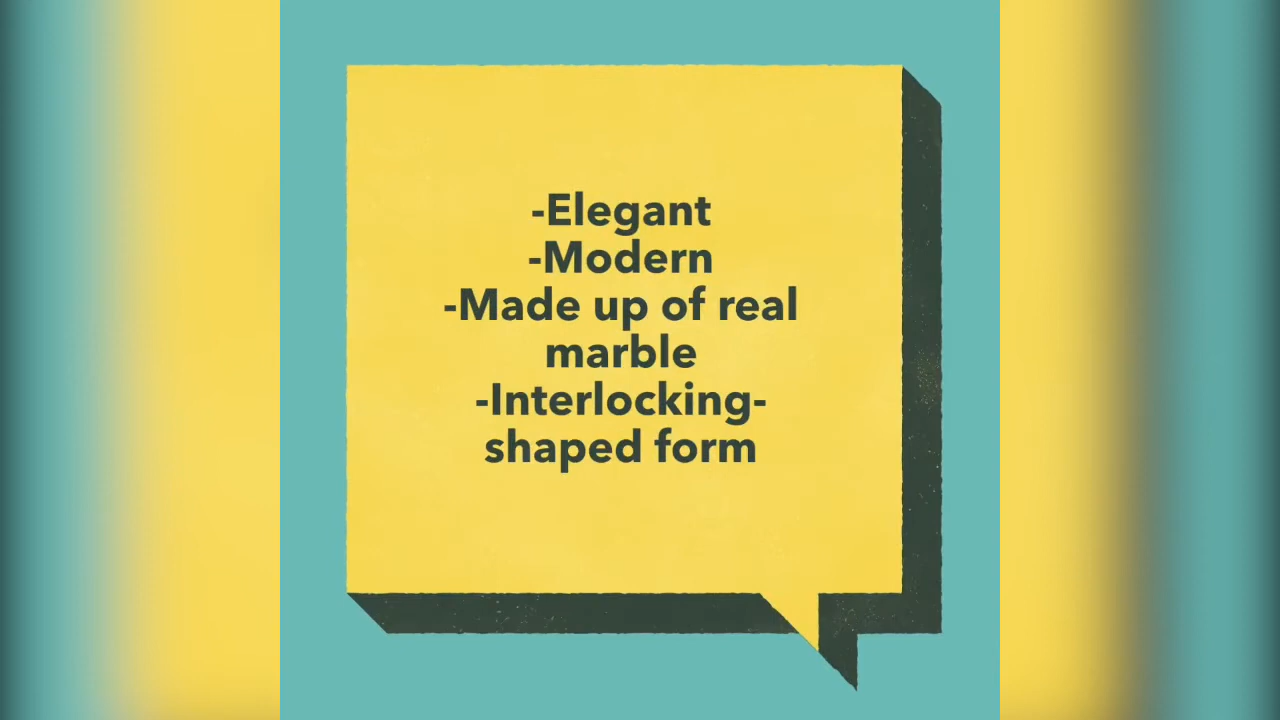 -Elegant
-Modern
-Made up of real
marble
-Interlocking-
shaped form